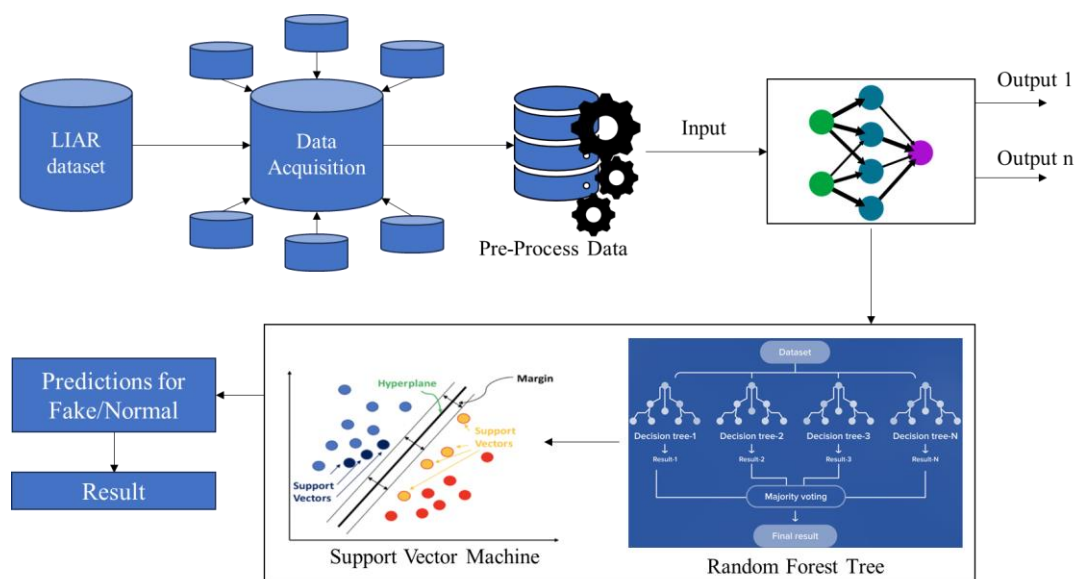 LIAR
dataset
Data
Acquisition
Pre-Process Data
Input
Output 1
Output n
Predictions for
Fake/Normal
Result
Hyperplane
Margin
Support
Vectors
Support
Vectors
Support Vector Machine
Dataset
Decision tree-1
Decision tree-2
Decision tree-3
Decision tree-N
Result-1
Result-2
Result-3
Result-N
Majority voting
Final result
Random Forest Tree